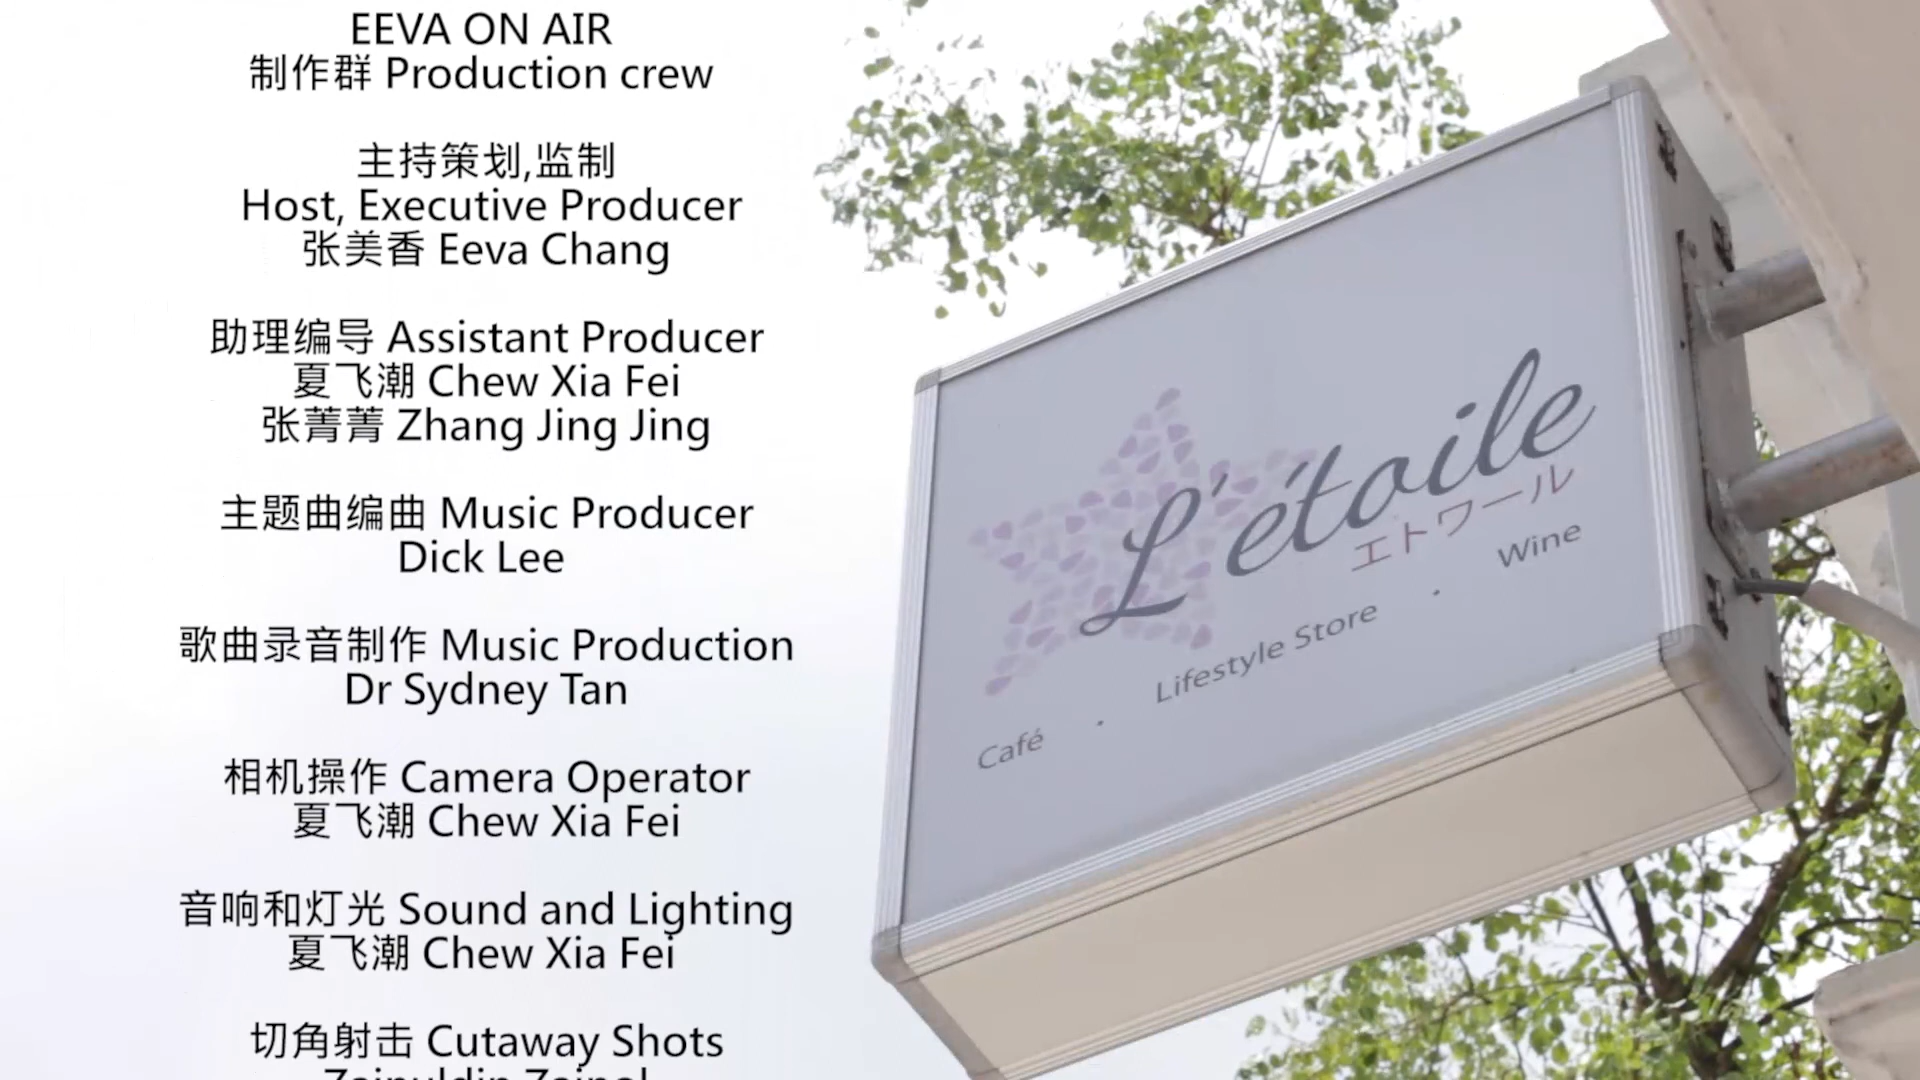 EEVA ON AIR
制作群 Production crew
主持策划,监制
Host, Executive Producer
张美香 Eeva Chang
助理编导 Assistant Producer
夏飞潮 Chew Xia Fei
张菁菁 Zhang Jing Jing
主题曲编曲 Music Producer
Dick Lee
歌曲录音制作 Music Production
Dr Sydney Tan
相机操作 Camera Operator
夏飞潮 Chew Xia Fei
音响和灯光 Sound and Lighting
夏飞潮 Chew Xia Fei
切角射击 Cutaway Shots
L'étoile
エトワール
Café · Lifestyle Store · Wine